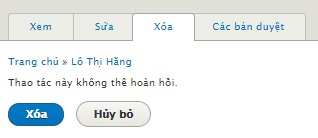 Xem Sửa Xóa Các bản duyệt
Trang chủ » Lô Thị Hằng
Thao tác này không thể hoàn hồi.
Xóa Hủy bỏ